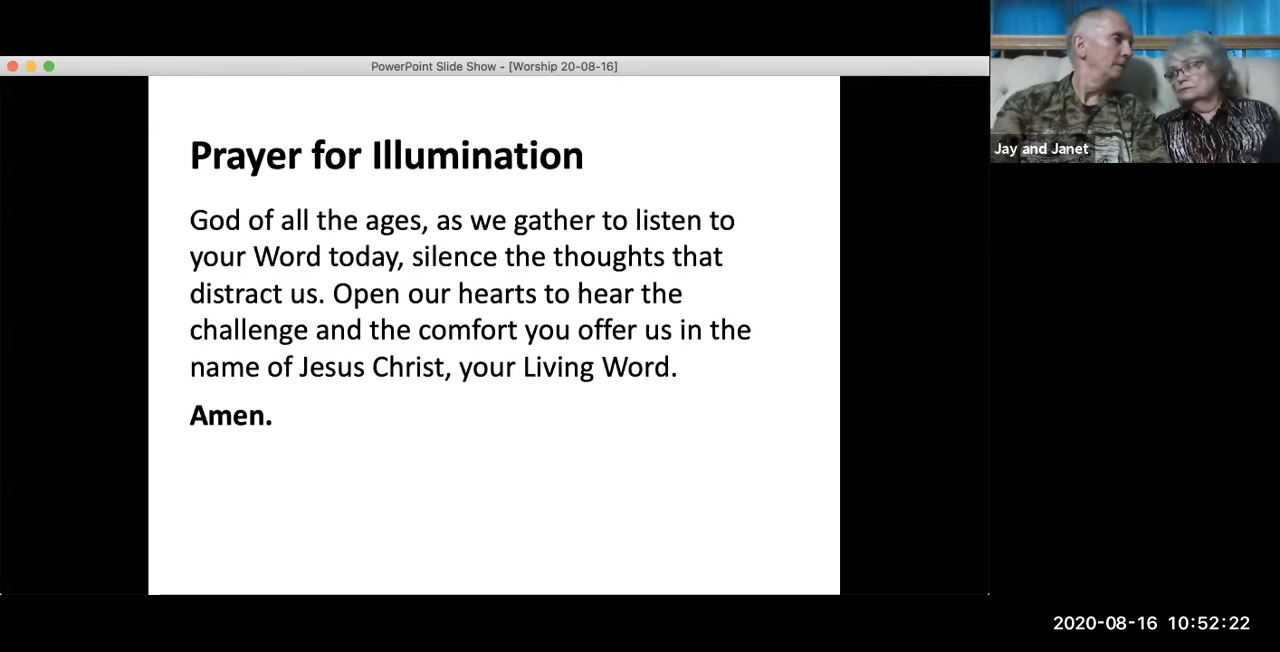 PowerPoint Slide Show - [Worship 20-08-16]
Prayer for Illumination
God of all the ages, as we gather to listen to
your Word today, silence the thoughts that
distract us. Open our hearts to hear the
challenge and the comfort you offer us in the
name of Jesus Christ, your Living Word.
Amen.
Jay and Janet
2020-08-16 10:52:22